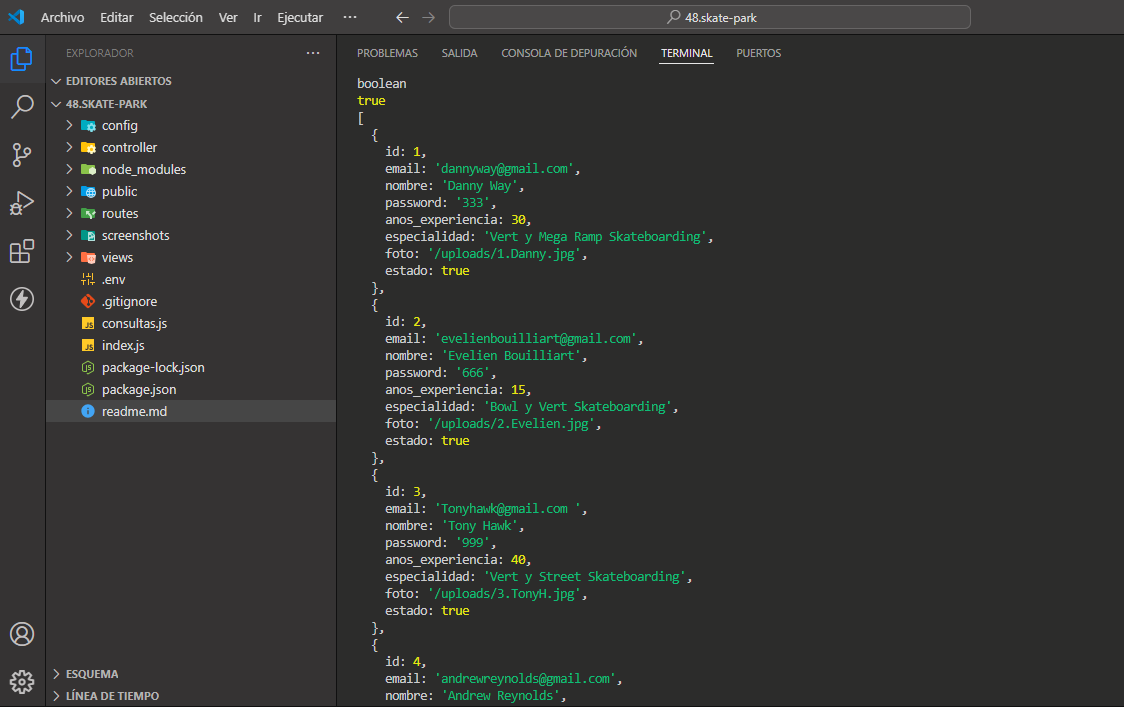 Archivo Editar Selección Ver Ir Ejecutar ··· 48.skate-park
EXPLORADOR ···
EDITORES ABIERTOS
48.SKATE-PARK
config
controller
node_modules
public
routes
screenshots
views
.env
.gitignore
JS consultas.js
JS index.js
package-lock.json
package.json
readme.md
ESQUEMA
LÍNEA DE TIEMPO
PROBLEMAS SALIDA CONSOLA DE DEPURACIÓN TERMINAL PUERTOS
boolean
true
[
{
id: 1,
email: 'dannyway@gmail.com',
nombre: 'Danny Way',
password: '333',
anos_experiencia: 30,
especialidad: 'Vert y Mega Ramp Skateboarding',
foto: '/uploads/1.Danny.jpg',
estado: true
},
{
id: 2,
email: 'evelienbouilliart@gmail.com',
nombre: 'Evelien Bouilliart',
password: '666',
anos_experiencia: 15,
especialidad: 'Bowl y Vert Skateboarding',
foto: '/uploads/2.Evelien.jpg',
estado: true
},
{
id: 3,
email: 'Tonyhawk@gmail.com ',
nombre: 'Tony Hawk',
password: '999',
anos_experiencia: 40,
especialidad: 'Vert y Street Skateboarding',
foto: '/uploads/3.TonyH.jpg',
estado: true
},
{
id: 4,
email: 'andrewreynolds@gmail.com',
nombre: 'Andrew Reynolds',